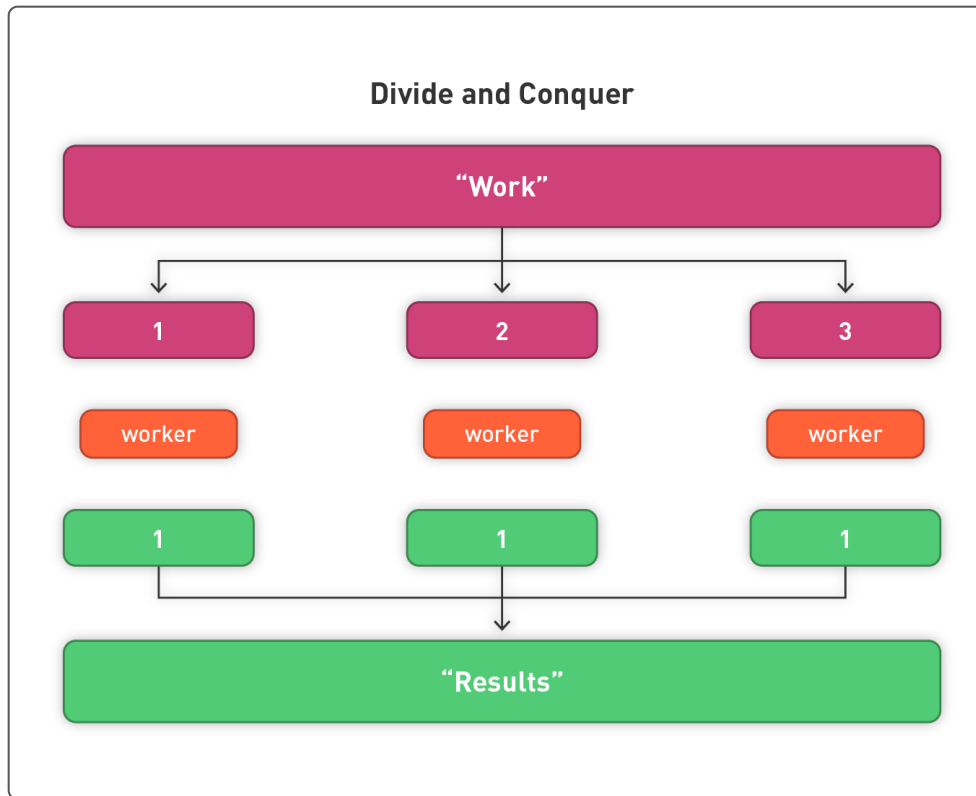 Divide and Conquer
“Work”
1 2 3
worker worker worker
1 1 1
“Results”